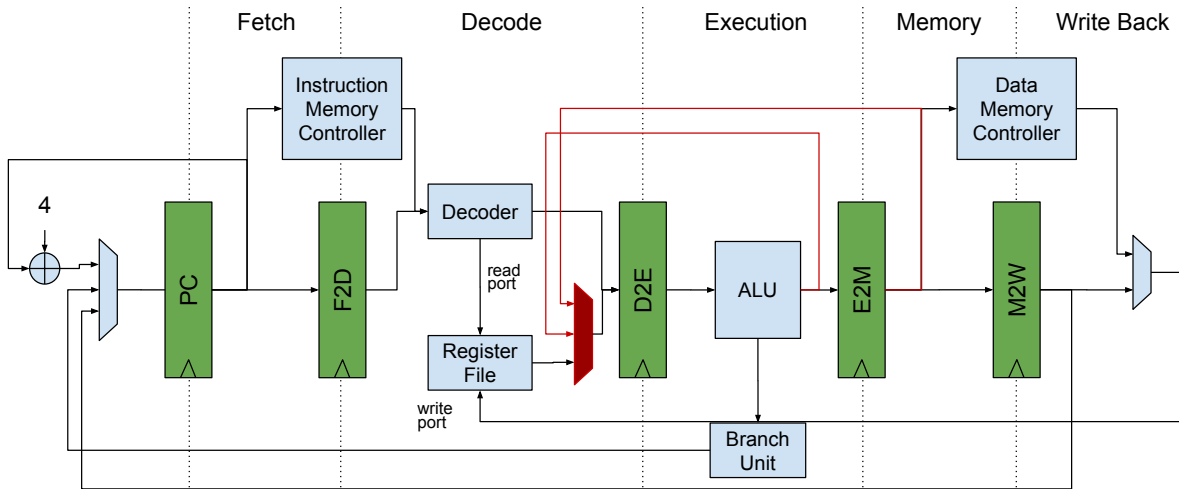 Fetch
Decode
Execution
Memory
Write Back
Instruction
Memory
Controller
Data
Memory
Controller
4
Decoder
PC
F2D
read
port
D2E
ALU
E2M
M2W
Register
File
write
port
Branch
Unit